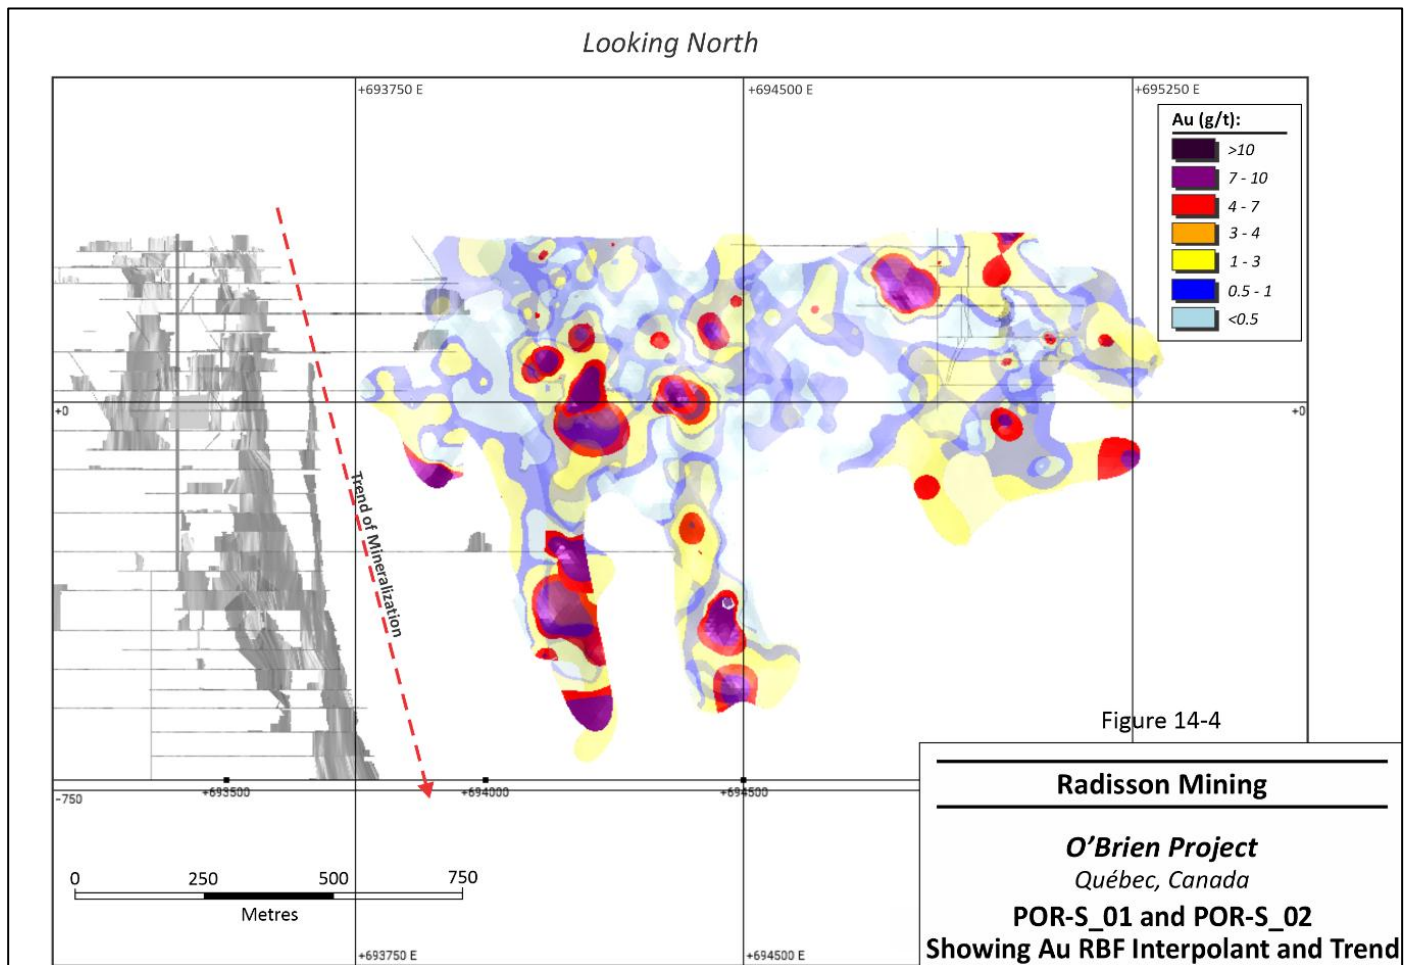 Looking North
+693750 E
+694500 E
+695250 E
Au (g/t):
>10
7 - 10
4 - 7
3 - 4
1 - 3
0.5 - 1
<0.5
+0
+0
Trend of Mineralization
Figure 14-4
-750
+693500
+694000
+694500
0
250
500
750
Metres
+693750 E
+694500 E
Radisson Mining
O'Brien Project
Québec, Canada
POR-S_01 and POR-S_02
Showing Au RBF Interpolant and Trend